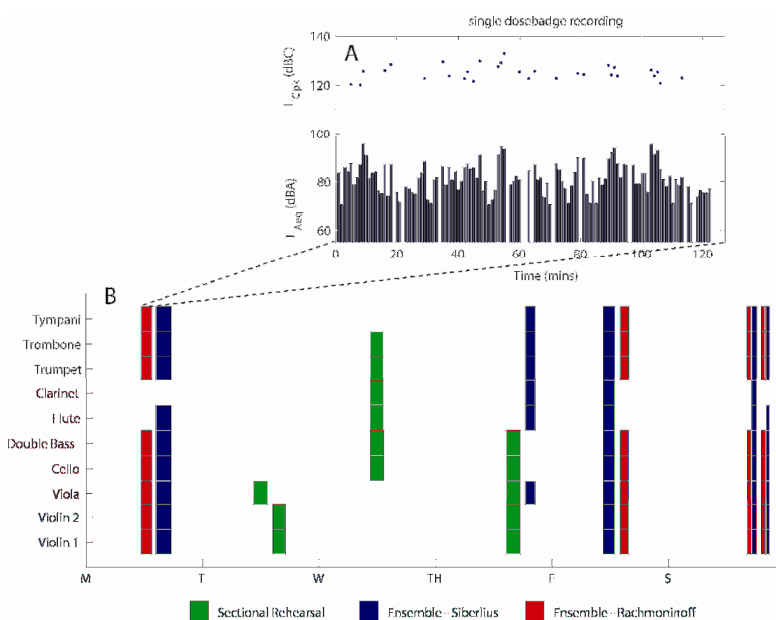 single dosebadge recording
A
140
120
L Cpk (dBC)
100
80
60
L Aeq (dBA)
0 20 40 60 80 100 120
Time (mins)
B
Tympani
Trombone
Trumpet
Clarinet
Flute
Double Bass
Cello
Viola
Violin 2
Violin 1
M T W TH F S
Sectional Rehearsal Ensemble - Siberlius Ensemble - Rachmoninoff